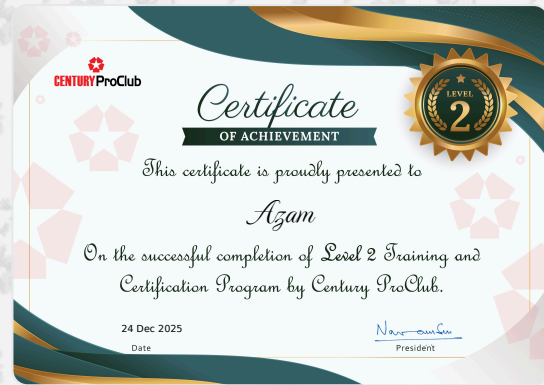 CENTURY ProClub
LEVEL
2
Certificate
OF ACHIEVEMENT
This certificate is proudly presented to
Azam
On the successful completion of Level 2 Training and
Certification Program by Century ProClub.
24 Dec 2025
Date
President